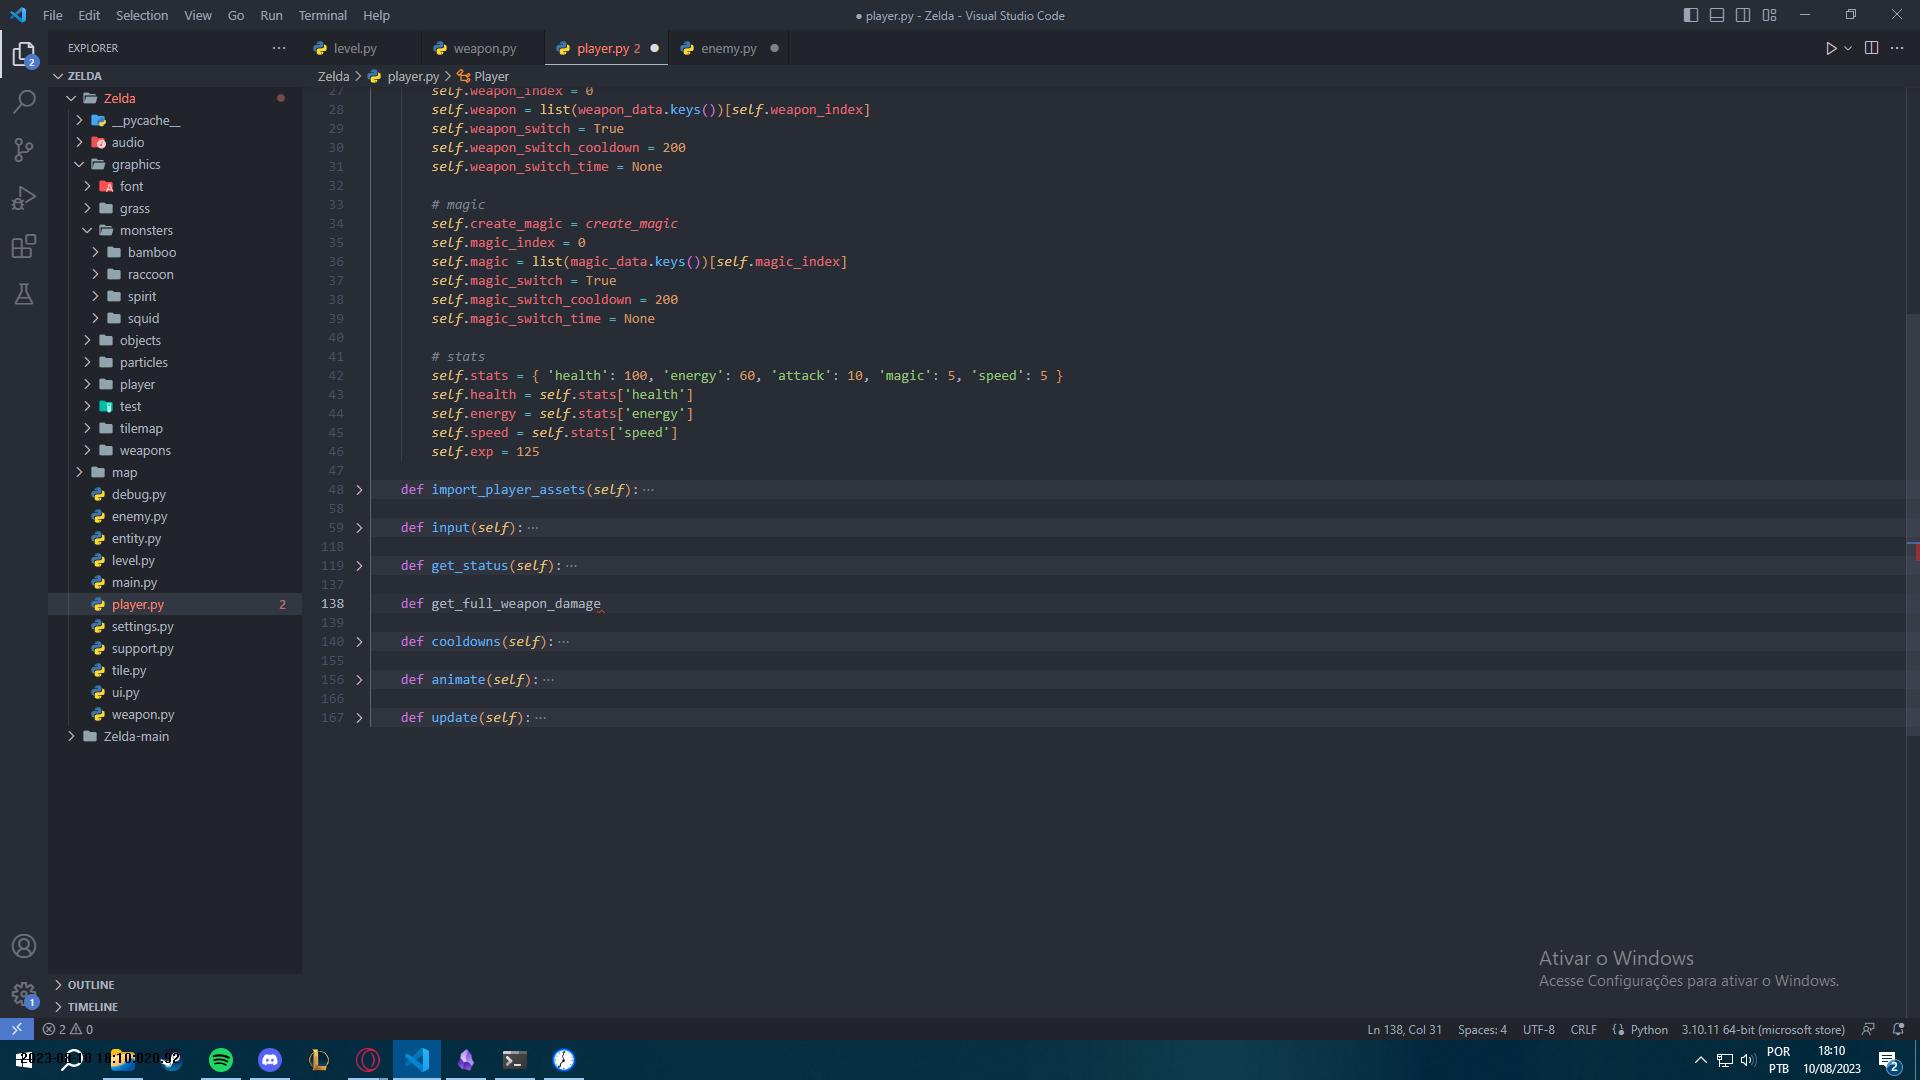 File Edit Selection View Go Run Terminal Help
● player.py - Zelda - Visual Studio Code
EXPLORER
level.py weapon.py player.py 2 enemy.py
ZELDA
Zelda > player.py > Player
Zelda
__pycache__
audio
graphics
font
grass
monsters
bamboo
raccoon
spirit
squid
objects
particles
player
test
tilemap
weapons
map
debug.py
enemy.py
entity.py
level.py
main.py
player.py 2
settings.py
support.py
tile.py
ui.py
weapon.py
Zelda-main
OUTLINE
TIMELINE
27 self.weapon_index = 0
28 self.weapon = list(weapon_data.keys())[self.weapon_index]
29 self.weapon_switch = True
30 self.weapon_switch_cooldown = 200
31 self.weapon_switch_time = None
32
33 # magic
34 self.create_magic = create_magic
35 self.magic_index = 0
36 self.magic = list(magic_data.keys())[self.magic_index]
37 self.magic_switch = True
38 self.magic_switch_cooldown = 200
39 self.magic_switch_time = None
40
41 # stats
42 self.stats = { 'health': 100, 'energy': 60, 'attack': 10, 'magic': 5, 'speed': 5 }
43 self.health = self.stats['health']
44 self.energy = self.stats['energy']
45 self.speed = self.stats['speed']
46 self.exp = 125
47
48 def import_player_assets(self): ···
58
59 def input(self): ···
118
119 def get_status(self): ···
137
138 def get_full_weapon_damage
139
140 def cooldowns(self): ···
155
156 def animate(self): ···
166
167 def update(self): ···
Ativar o Windows
Acesse Configurações para ativar o Windows.
2 0
Ln 138, Col 31 Spaces: 4 UTF-8 CRLF Python 3.10.11 64-bit (microsoft store)
2
1
POR
PTB
18:10
10/08/2023
2